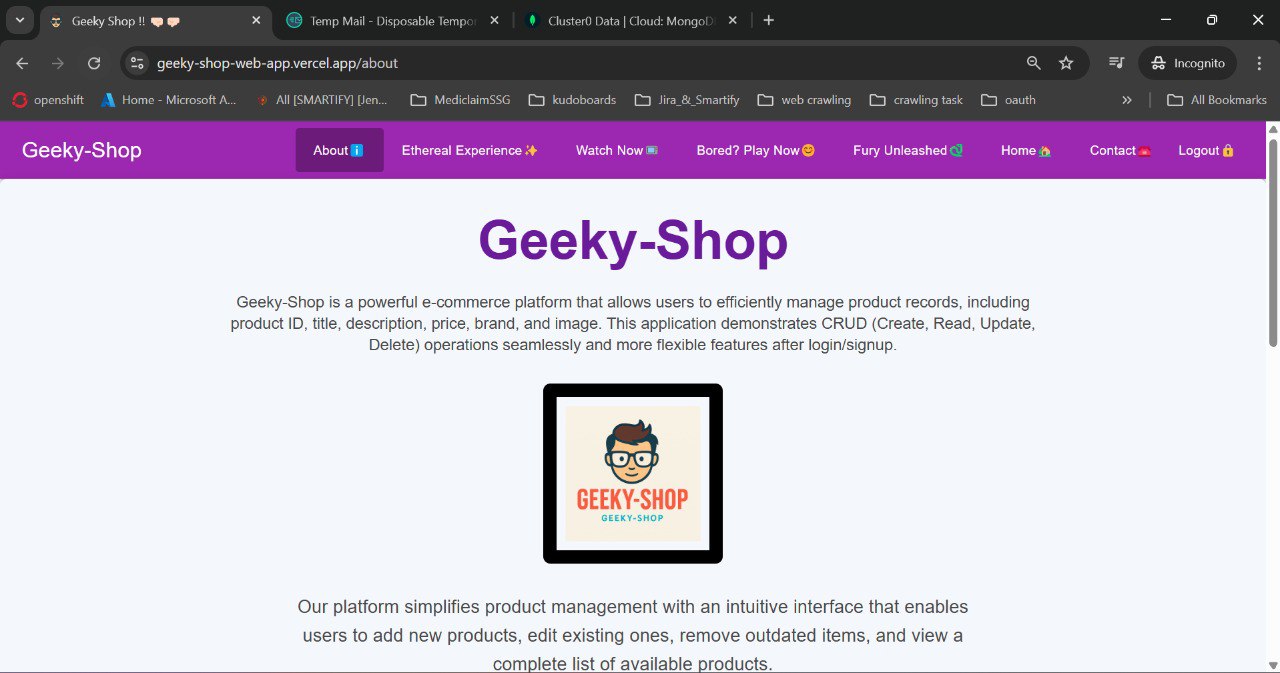 Geeky Shop !!
Temp Mail - Disposable Tempor
Cluster0 Data | Cloud: MongoD
geeky-shop-web-app.vercel.app/about
Incognito
openshift
Home - Microsoft A...
All [SMARTIFY] [Jen...
MediclaimSSG
kudoboards
Jira_&_Smartify
web crawling
crawling task
oauth
All Bookmarks
Geeky-Shop
About
Ethereal Experience✨
Watch Now
Bored? Play Now😊
Fury Unleashed
Home🏡
Contact☎️
Logout🔒
Geeky-Shop
Geeky-Shop is a powerful e-commerce platform that allows users to efficiently manage product records, including
product ID, title, description, price, brand, and image. This application demonstrates CRUD (Create, Read, Update,
Delete) operations seamlessly and more flexible features after login/signup.
GEEKY-SHOP
GEEKY-SHOP
Our platform simplifies product management with an intuitive interface that enables
users to add new products, edit existing ones, remove outdated items, and view a
complete list of available products.